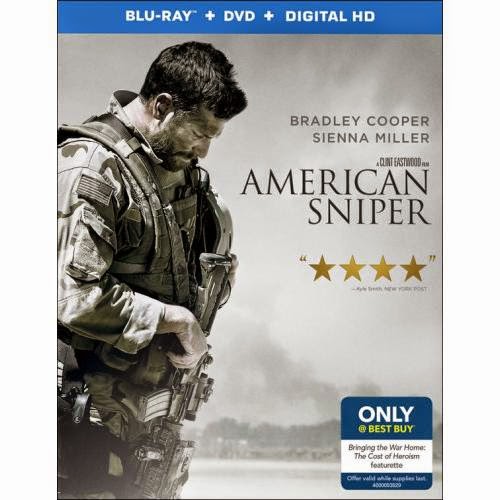 BLU-RAY™ + DVD + DIGITAL HD
BRADLEY COOPER
SIENNA MILLER
A CLINT EASTWOOD FILM
AMERICAN
SNIPER
“★★★★”
—Kyle Smith, NEW YORK POST
ONLY
@ BEST BUY
Bringing the War Home:
The Cost of Heroism
featurette
Offer valid while supplies last.
4000053929